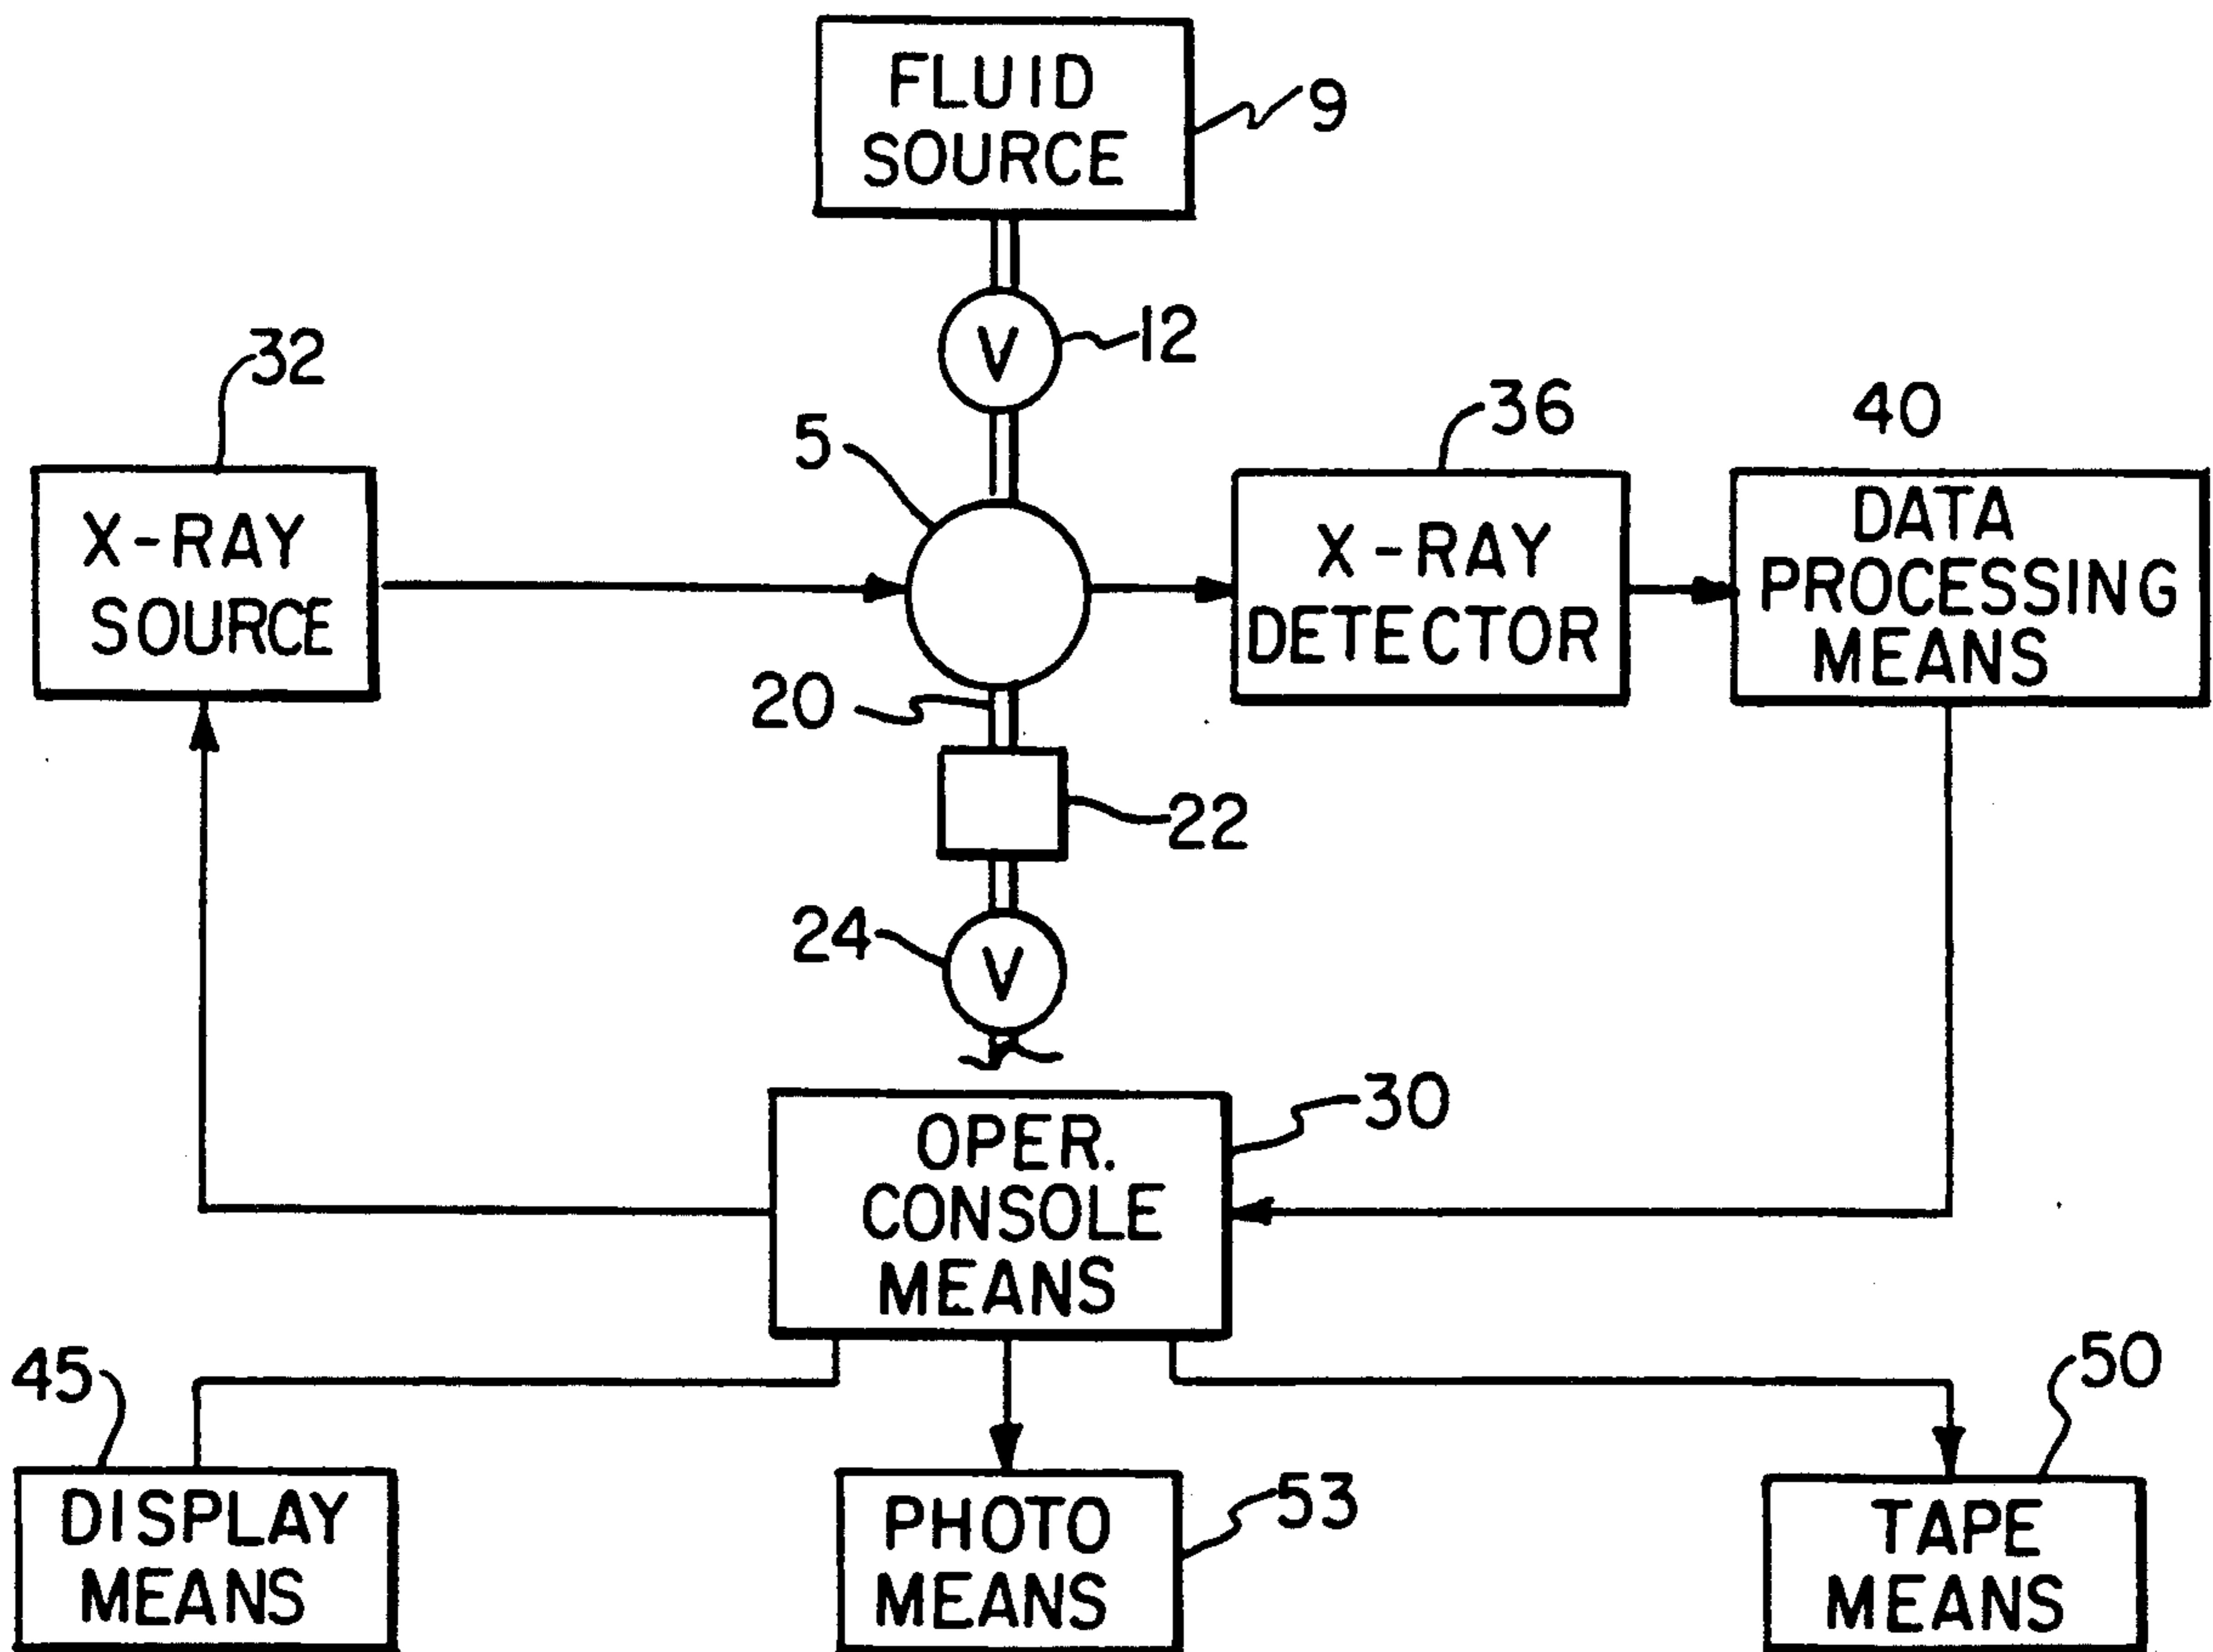 FLUID
SOURCE
9
V
12
32
5
36
40
X-RAY
SOURCE
X-RAY
DETECTOR
DATA
PROCESSING
MEANS
20
22
24
V
30
OPER.
CONSOLE
MEANS
45
50
DISPLAY
MEANS
PHOTO
MEANS
53
TAPE
MEANS